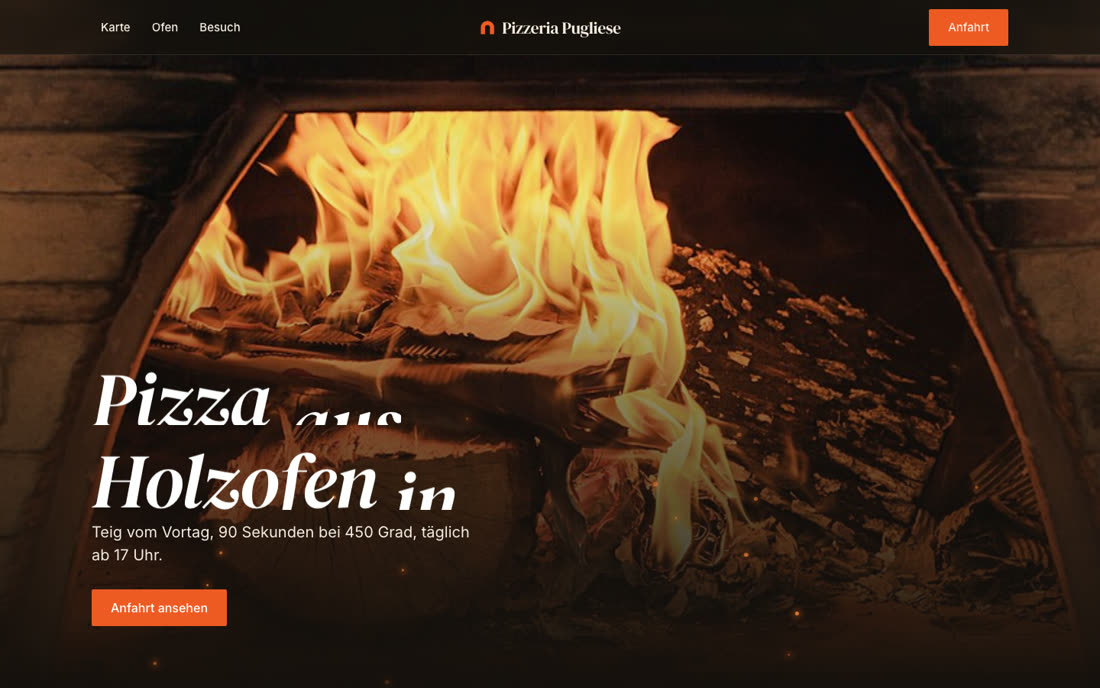 Karte Ofen Besuch Pizzeria Pugliese Anfahrt
Pizza aus
Holzofen in
Teig vom Vortag, 90 Sekunden bei 450 Grad, täglich
ab 17 Uhr.
Anfahrt ansehen